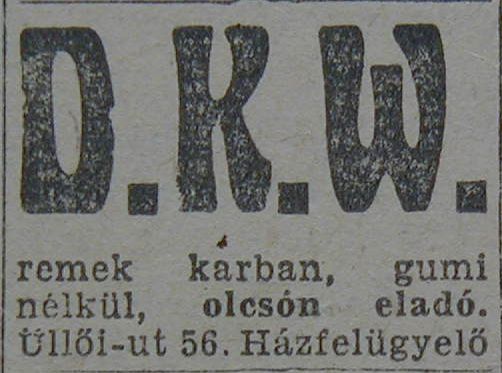 D.K.W.
remek karban, gumi
nélkül, olcsón eladó.
Üllői-ut 56. Házfelügyelő